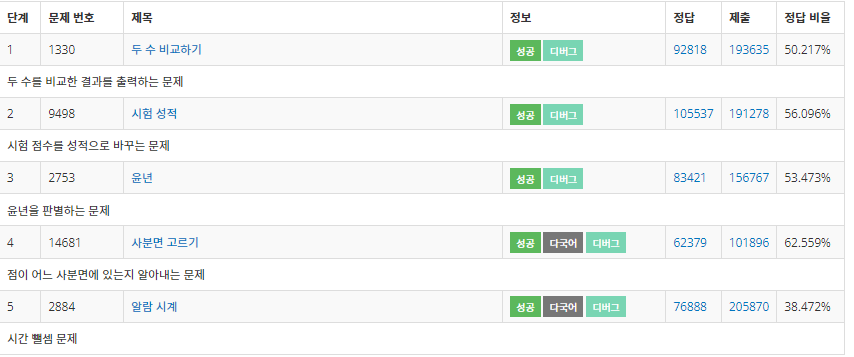 단계 문제 번호 제목 정보 정답 제출 정답 비율
1 1330 두 수 비교하기 성공 디버그 92818 193635 50.217%
두 수를 비교한 결과를 출력하는 문제
2 9498 시험 성적 성공 디버그 105537 191278 56.096%
시험 점수를 성적으로 바꾸는 문제
3 2753 윤년 성공 디버그 83421 156767 53.473%
윤년을 판별하는 문제
4 14681 사분면 고르기 성공 다국어 디버그 62379 101896 62.559%
점이 어느 사분면에 있는지 알아내는 문제
5 2884 알람 시계 성공 다국어 디버그 76888 205870 38.472%
시간 뺄셈 문제